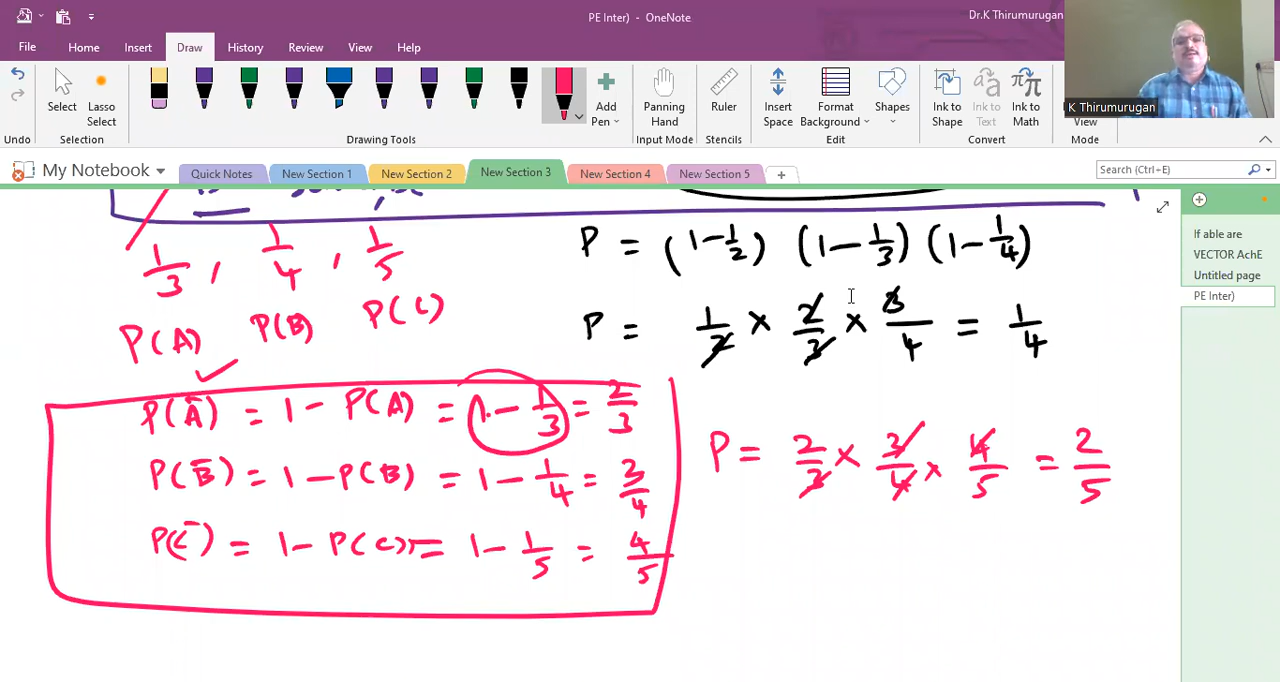 PE Inter) - OneNote
Dr.K Thirumurugan
File Home Insert Draw History Review View Help
Undo
Select
Lasso Select
Selection
Drawing Tools
Add Pen
Panning Hand
Input Mode
Ruler
Stencils
Insert Space
Format Background
Shapes
Edit
Ink to Shape
Ink to Text
Ink to Math
Convert
View
Mode
K Thirumurugan
My Notebook
Quick Notes
New Section 1
New Section 2
New Section 3
New Section 4
New Section 5
Search (Ctrl+E)
If able are
VECTOR AchE
Untitled page
PE Inter)
1/3, 1/4, 1/5
P(A) P(B) P(C)
P(Ā) = 1 - P(A) = 1 - 1/3 = 2/3
P(B̄) = 1 - P(B) = 1 - 1/4 = 3/4
P(C̄) = 1 - P(C) = 1 - 1/5 = 4/5
P = (1 - 1/2) (1 - 1/3) (1 - 1/4)
P = 1/2 × 2/3 × 3/4 = 1/4
P = 2/3 × 3/4 × 4/5 = 2/5